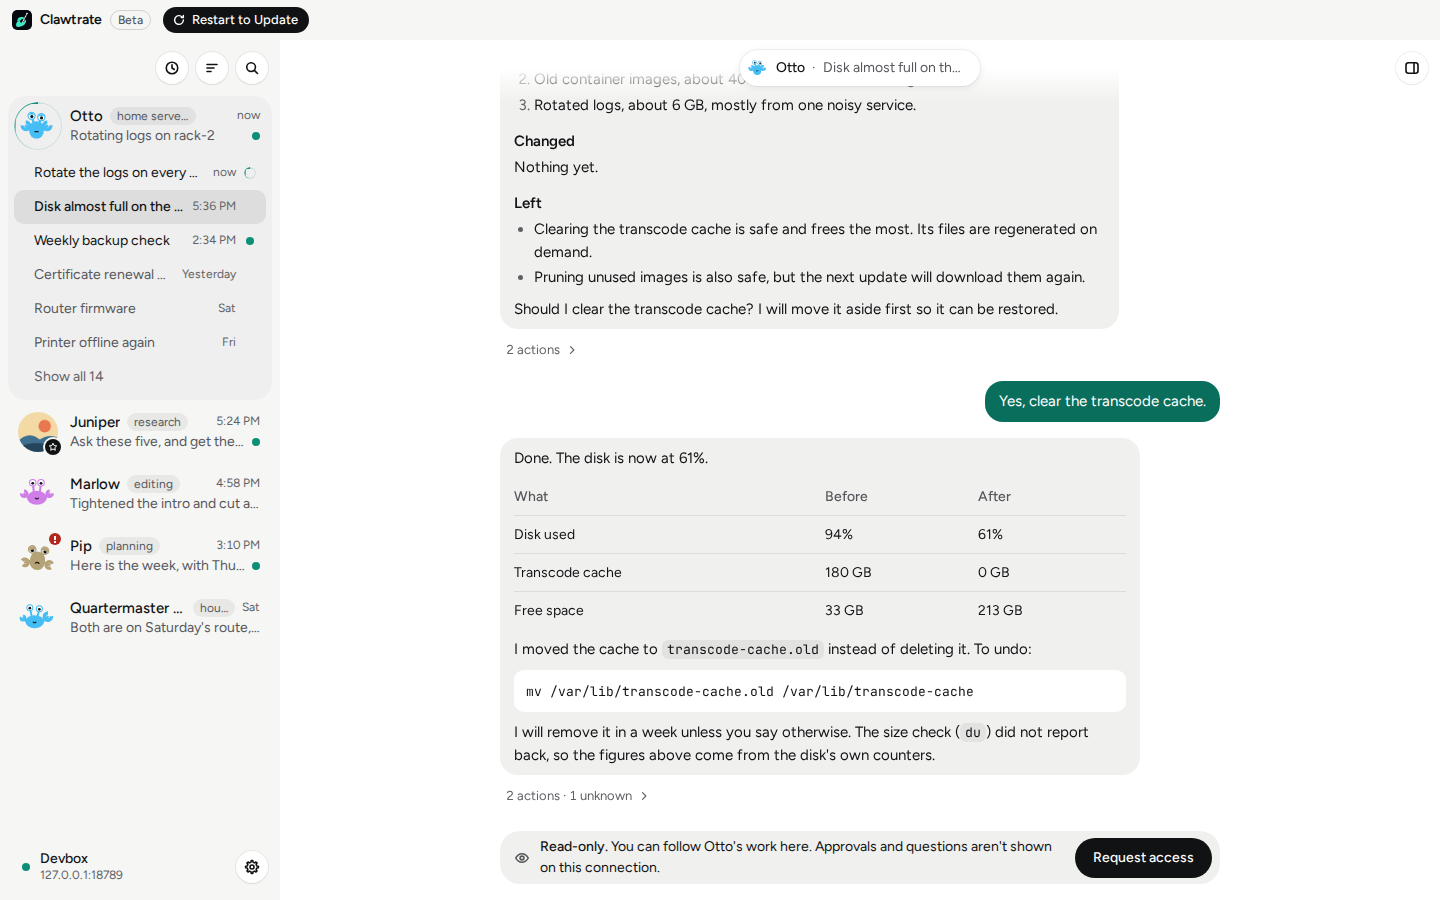 Clawtrate Beta Restart to Update
Otto home serve... now
Rotating logs on rack-2
Rotate the logs on every ... now
Disk almost full on the ... 5:36 PM
Weekly backup check 2:34 PM
Certificate renewal ... Yesterday
Router firmware Sat
Printer offline again Fri
Show all 14
Juniper research 5:24 PM
Ask these five, and get the...
Marlow editing 4:58 PM
Tightened the intro and cut a...
Pip planning 3:10 PM
Here is the week, with Thu...
Quartermaster ... hou... Sat
Both are on Saturday's route,...
Devbox
127.0.0.1:18789
Otto · Disk almost full on th...
2. Old container images, about 40
3. Rotated logs, about 6 GB, mostly from one noisy service.
Changed
Nothing yet.
Left
• Clearing the transcode cache is safe and frees the most. Its files are regenerated on
demand.
• Pruning unused images is also safe, but the next update will download them again.
Should I clear the transcode cache? I will move it aside first so it can be restored.
2 actions
Yes, clear the transcode cache.
Done. The disk is now at 61%.
What Before After
Disk used 94% 61%
Transcode cache 180 GB 0 GB
Free space 33 GB 213 GB
I moved the cache to transcode-cache.old instead of deleting it. To undo:
mv /var/lib/transcode-cache.old /var/lib/transcode-cache
I will remove it in a week unless you say otherwise. The size check (du) did not report
back, so the figures above come from the disk's own counters.
2 actions · 1 unknown
Read-only. You can follow Otto's work here. Approvals and questions aren't shown
on this connection.
Request access